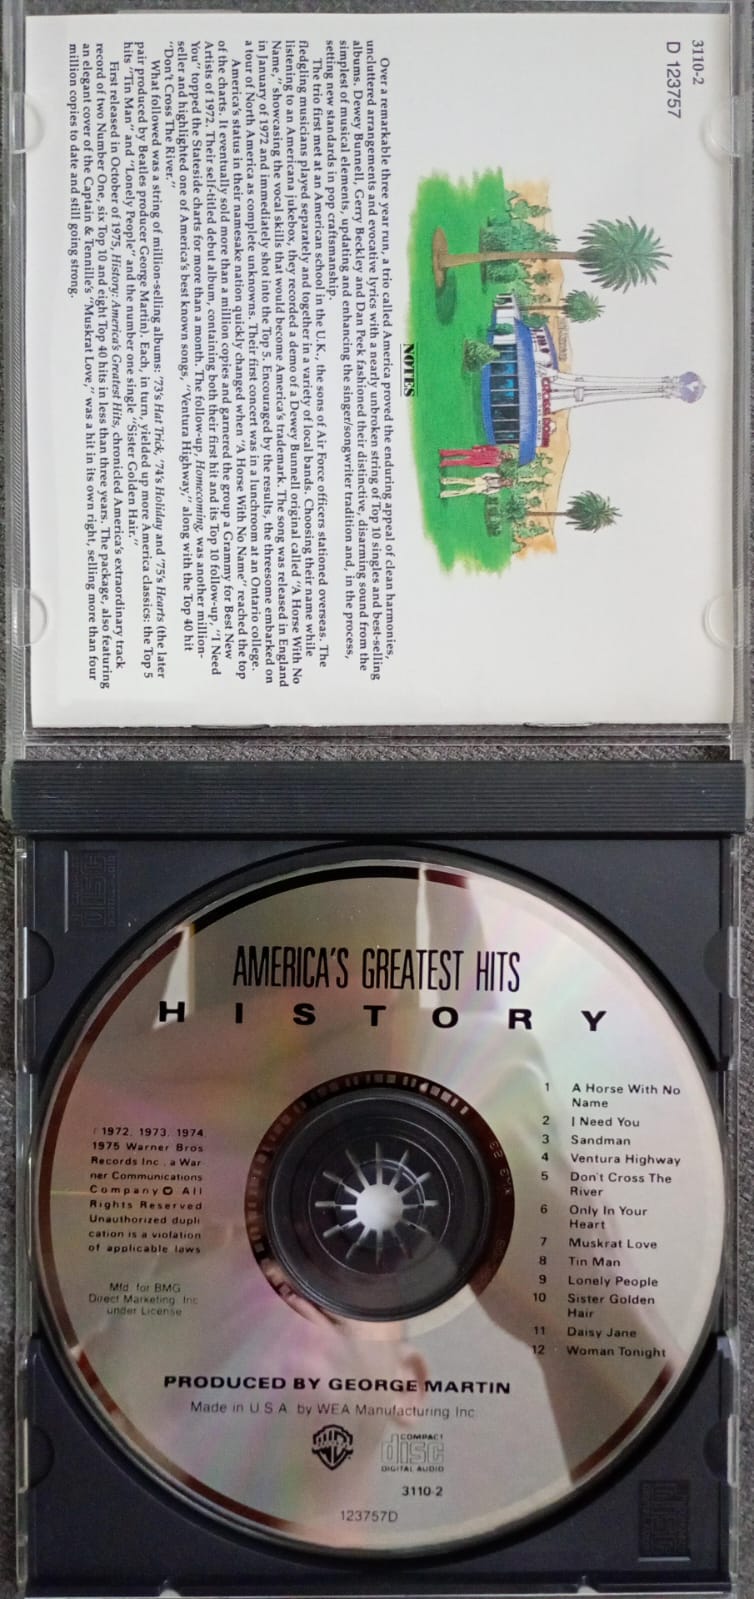 3110-2
D 123757
NOTES
Over a remarkable three year run, a trio called America proved the enduring appeal of clean harmonies,
uncluttered arrangements and evocative lyrics with a nearly unbroken string of Top 10 singles and best-selling
albums. Dewey Bunnell, Gerry Beckley and Dan Peek fashioned their distinctive, disarming sound from the
simplest of musical elements, updating and enhancing the singer/songwriter tradition and, in the process,
setting new standards in pop craftsmanship.
The trio first met at an American school in the U.K., the sons of Air Force officers stationed overseas. The
fledgling musicians played separately and together in a variety of local bands. Choosing their name while
listening to an Americana jukebox, they recorded a demo of a Dewey Bunnell original called "A Horse With No
Name," showcasing the vocal skills that would become America's trademark. The song was released in England
in January of 1972 and immediately shot into the Top 5. Encouraged by the results, the threesome embarked on
a tour of North America as complete unknowns. Their first concert was in a lunchroom at an Ontario college.
America's status in their namesake nation quickly changed when "A Horse With No Name" reached the top
of the charts. It eventually sold more than a million copies and garnered the group a Grammy for Best New
Artists of 1972. Their self-titled debut album, containing both their first hit and its Top 10 follow-up, "I Need
You" topped the Stateside charts for more than a month. The follow-up, Homecoming, was another million-
seller and highlighted one of America's best known songs, "Ventura Highway," along with the Top 40 hit
"Don't Cross The River."
What followed was a string of million-selling albums: '73's Hat Trick, '74's Holiday and '75's Hearts (the later
pair produced by Beatles producer George Martin). Each, in turn, yielded up more America classics: the Top 5
hits "Tin Man" and "Lonely People" and the number one single "Sister Golden Hair."
First released in October of 1975, History: America's Greatest Hits, chronicled America's extraordinary track
record of two Number One, six Top 10 and eight Top 40 hits in less than three years. The package, also featuring
an elegant cover of the Captain & Tennille's "Muskrat Love," was a hit in its own right, selling more than four
million copies to date and still going strong.
AMERICA'S GREATEST HITS
HISTORY
1 A Horse With No
Name
2 I Need You
3 Sandman
4 Ventura Highway
5 Don't Cross The
River
6 Only In Your
Heart
7 Muskrat Love
8 Tin Man
9 Lonely People
10 Sister Golden
Hair
11 Daisy Jane
12 Woman Tonight
1972, 1973, 1974,
1975 Warner Bros
Records Inc., a War-
ner Communications
Company All
Rights Reserved
Unauthorized dupli
cation is a violation
of applicable laws
Mfd. for BMG
Direct Marketing, Inc
under License
PRODUCED BY GEORGE MARTIN
Made in U.S.A. by WEA Manufacturing Inc.
COMPACT
disc
DIGITAL AUDIO
3110-2
123757D